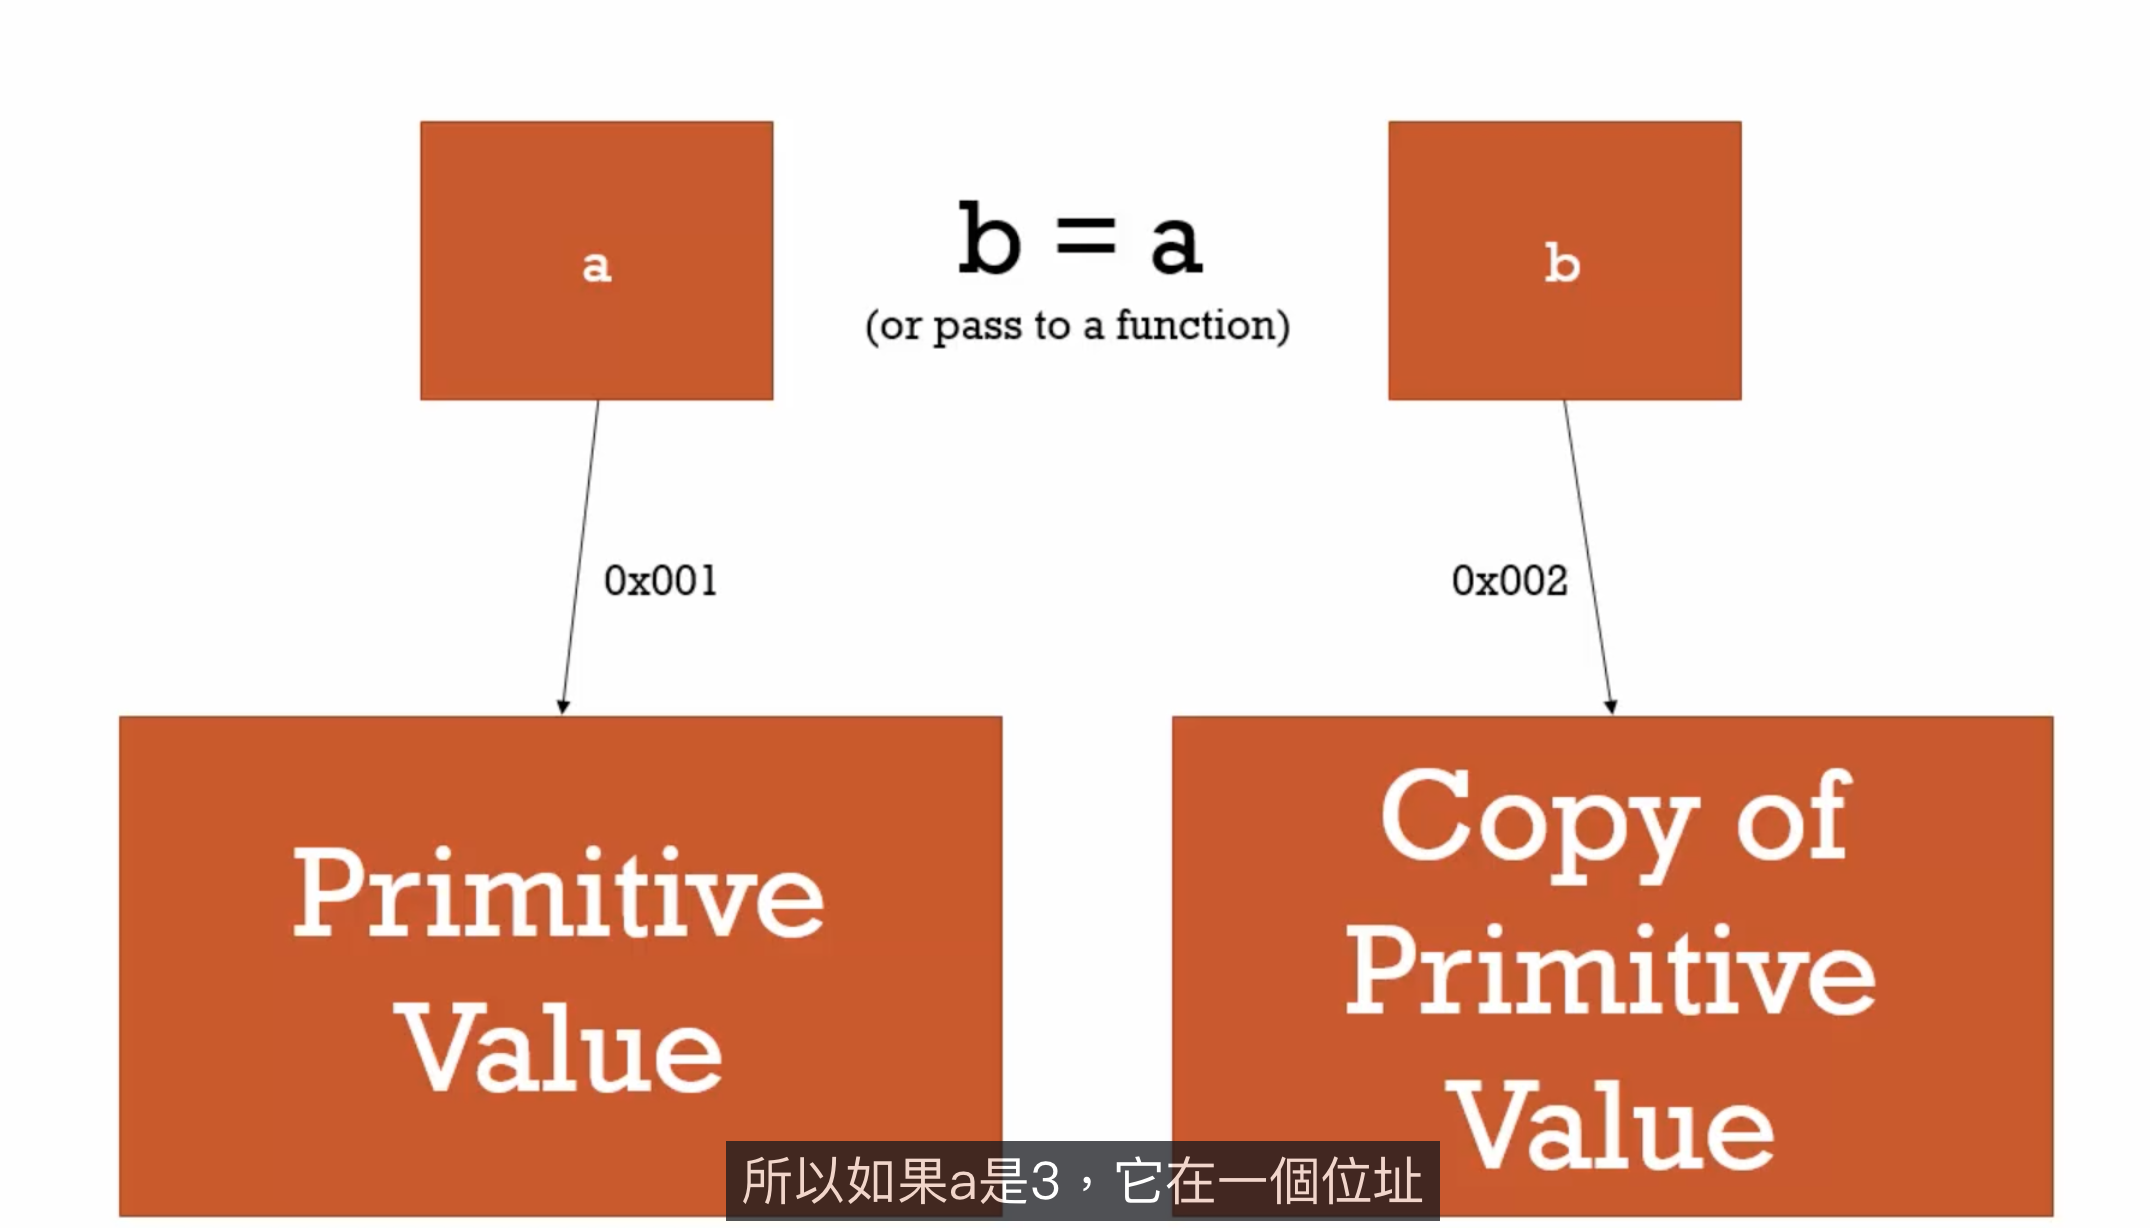 a
b = a
(or pass to a function)
b
0x001
0x002
Primitive
Value
Copy of
Primitive
Value
所以如果a是3，它在一個位址